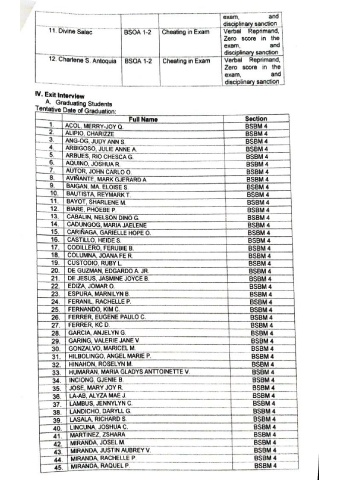 exam, and
disciplinary sanction
11. Divine Salac BSOA 1-2 Cheating in Exam Verbal Reprimand,
Zero score in the
exam, and
disciplinary sanction
12. Charlene S. Antoquia BSOA 1-2 Cheating in Exam Verbal Reprimand,
Zero score in the
exam, and
disciplinary sanction
IV. Exit Interview
A. Graduating Students
Tentative Date of Graduation:
Full Name Section
1. ACOL, MERRY-JOY Q. BSBM 4
2. ALIPIO, CHARIZZE BSBM 4
3. ANG-OG, JUDY ANN S. BSBM 4
4. ARBIGOSO, JULIE ANNE A. BSBM 4
5. ARBUES, RIO CHESCA G. BSBM 4
6. AQUINO, JOSHUA R. BSBM 4
7. AUTOR, JOHN CARLO O. BSBM 4
8. AVIÑANTE, MARK GJERARD A. BSBM 4
9. BAIGAN, MA. ELOISE S. BSBM 4
10. BAUTISTA, REYMARK T. BSBM 4
11. BAYOT, SHARLENE M. BSBM 4
12. BIARE, PHOEBE P. BSBM 4
13. CABALIN, NELSON DINO G. BSBM 4
14. CADUNGOG, MARIA JAELENE BSBM 4
15. CARIÑAGA, GARIELLE HOPE O. BSBM 4
16. CASTILLO, HEIDE S. BSBM 4
17. CODILLERO, FERUBIE B. BSBM 4
18. COLUMNA, JOANA FE R. BSBM 4
19. CUSTODIO, RUBY L. BSBM 4
20. DE GUZMAN, EDGARDO A. JR. BSBM 4
21. DE JESUS, JASMINE JOYCE B. BSBM 4
22. EDIZA, JOMAR O. BSBM 4
23. ESPURA, MARNILYN B. BSBM 4
24. FERANIL, RACHELLE P. BSBM 4
25. FERNANDO, KIM C. BSBM 4
26. FERRER, EUGENE PAULO C. BSBM 4
27. FERRER, KC D. BSBM 4
28. GARCIA, ANJELYN G. BSBM 4
29. GARING, VALERIE JANE V. BSBM 4
30. GONZALVO, MARICEL M. BSBM 4
31. HILBOLINGO, ANGEL MARIE P. BSBM 4
32. HINAHON, ROSELYN M. BSBM 4
33. HUMARAN, MARIA GLADYS ANTTOINETTE V. BSBM 4
34. INCIONG, GJENIE B. BSBM 4
35. JOSE, MARY JOY R. BSBM 4
36. LA-AB, ALYZA MAE J. BSBM 4
37. LAMBUS, JENNYLYN C. BSBM 4
38. LANDICHO, DARYLL G. BSBM 4
39. LASALA, RICHARD S. BSBM 4
40. LINCUNA, JOSHUA C. BSBM 4
41. MARTINEZ, ZSHARA BSBM 4
42. MIRANDA, JOSEL M. BSBM 4
43. MIRANDA, JUSTIN AUBREY V. BSBM 4
44. MIRANDA, RACHELLE P. BSBM 4
45. MIRANDA, RAQUEL P. BSBM 4